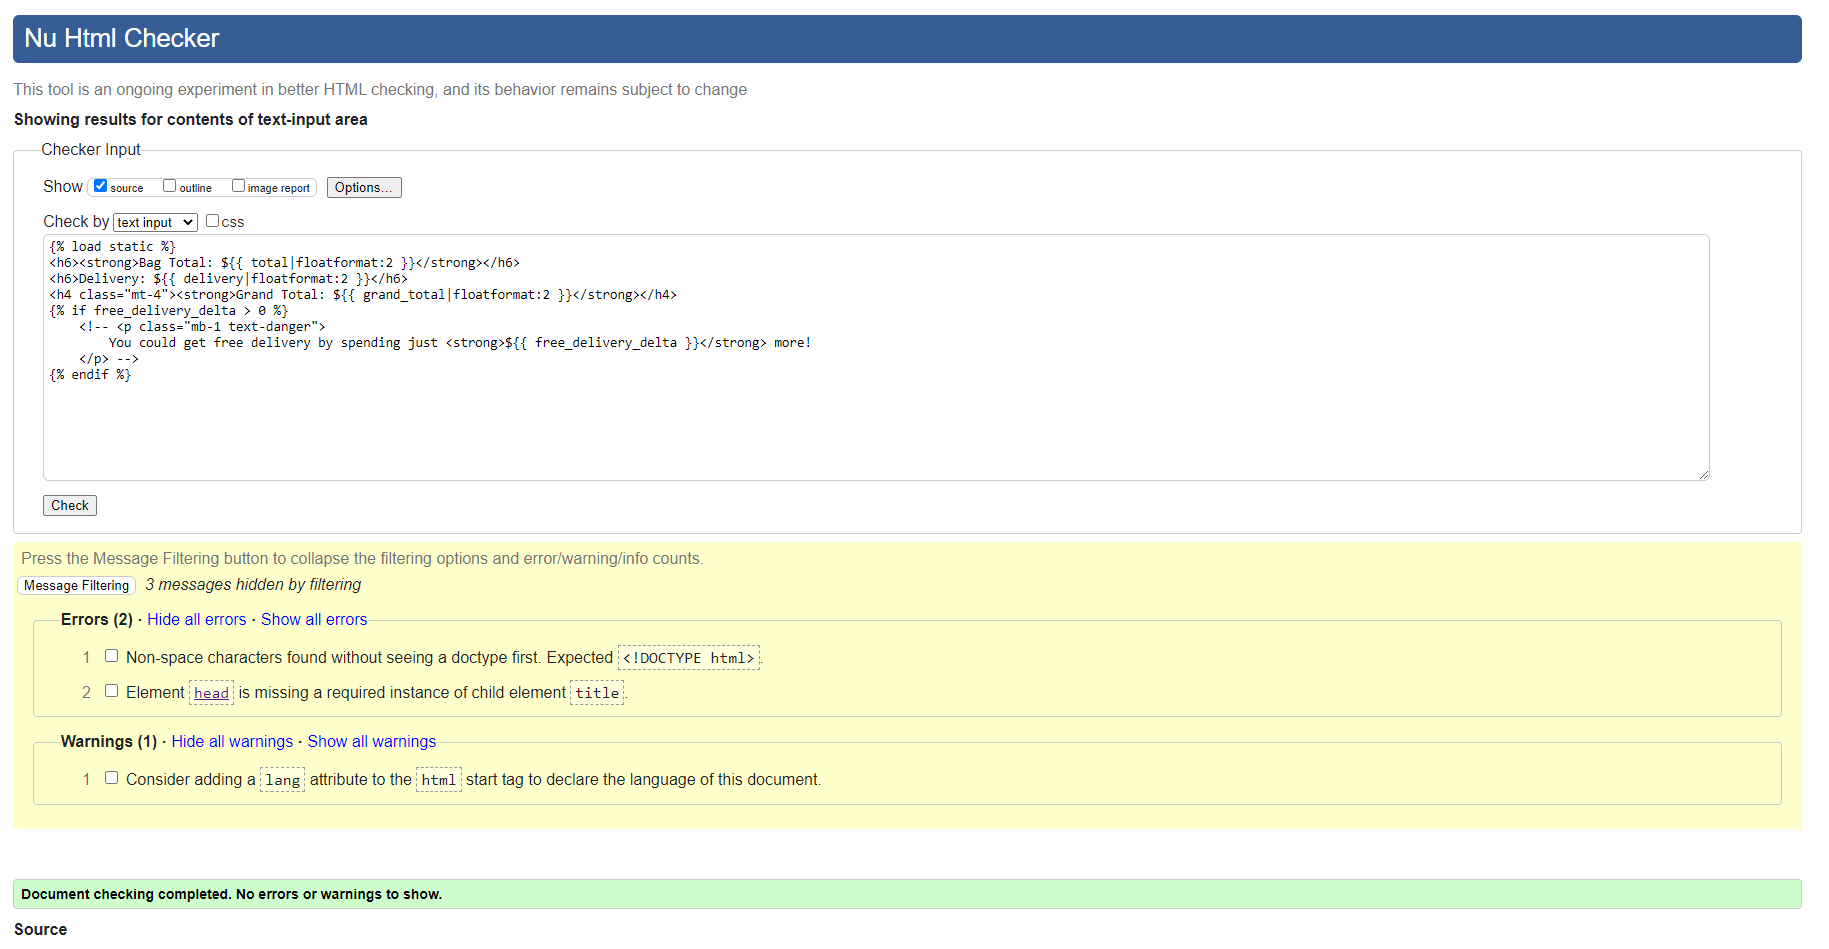 Nu Html Checker
This tool is an ongoing experiment in better HTML checking, and its behavior remains subject to change
Showing results for contents of text-input area
Checker Input
Show source outline image report Options...
Check by text input css
{% load static %}
<h6><strong>Bag Total: ${{ total|floatformat:2 }}</strong></h6>
<h6>Delivery: ${{ delivery|floatformat:2 }}</h6>
<h4 class="mt-4"><strong>Grand Total: ${{ grand_total|floatformat:2 }}</strong></h4>
{% if free_delivery_delta > 0 %}
    <!-- <p class="mb-1 text-danger">
        You could get free delivery by spending just <strong>${{ free_delivery_delta }}</strong> more!
    </p> -->
{% endif %}
Check
Press the Message Filtering button to collapse the filtering options and error/warning/info counts.
Message Filtering 3 messages hidden by filtering
Errors (2) · Hide all errors · Show all errors
1 Non-space characters found without seeing a doctype first. Expected <!DOCTYPE html>.
2 Element head is missing a required instance of child element title.
Warnings (1) · Hide all warnings · Show all warnings
1 Consider adding a lang attribute to the html start tag to declare the language of this document.
Document checking completed. No errors or warnings to show.
Source